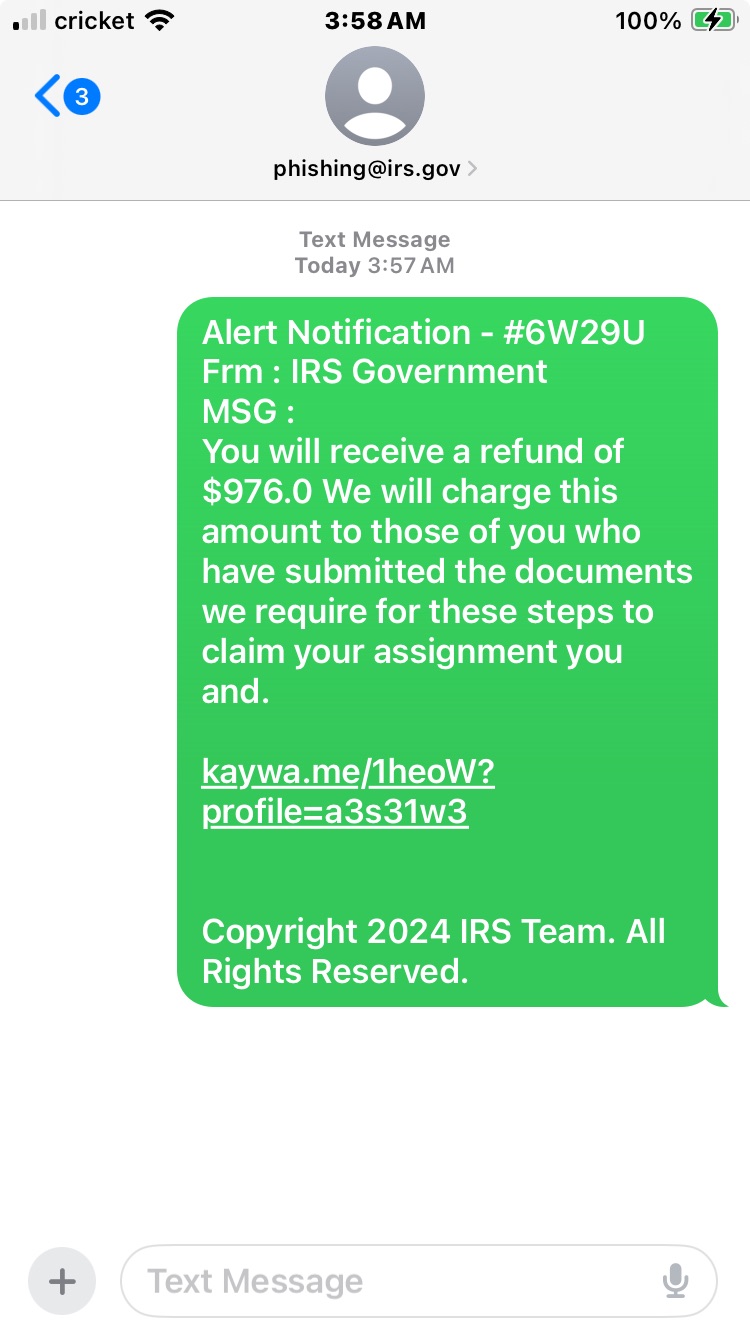 cricket 3:58 AM 100%
3
phishing@irs.gov
Text Message
Today 3:57 AM
Alert Notification - #6W29U
Frm : IRS Government
MSG :
You will receive a refund of
$976.0 We will charge this
amount to those of you who
have submitted the documents
we require for these steps to
claim your assignment you
and.
kaywa.me/1heoW?
profile=a3s31w3
Copyright 2024 IRS Team. All
Rights Reserved.
Text Message